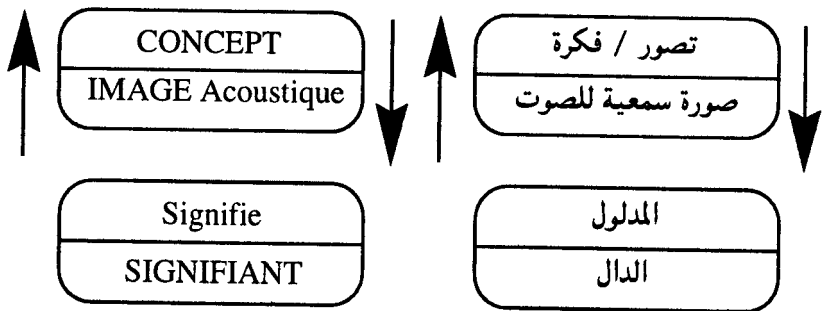 CONCEPT
IMAGE Acoustique
تصور / فكرة
صورة سمعية للصوت
Signifie
SIGNIFIANT
المدلول
الدال